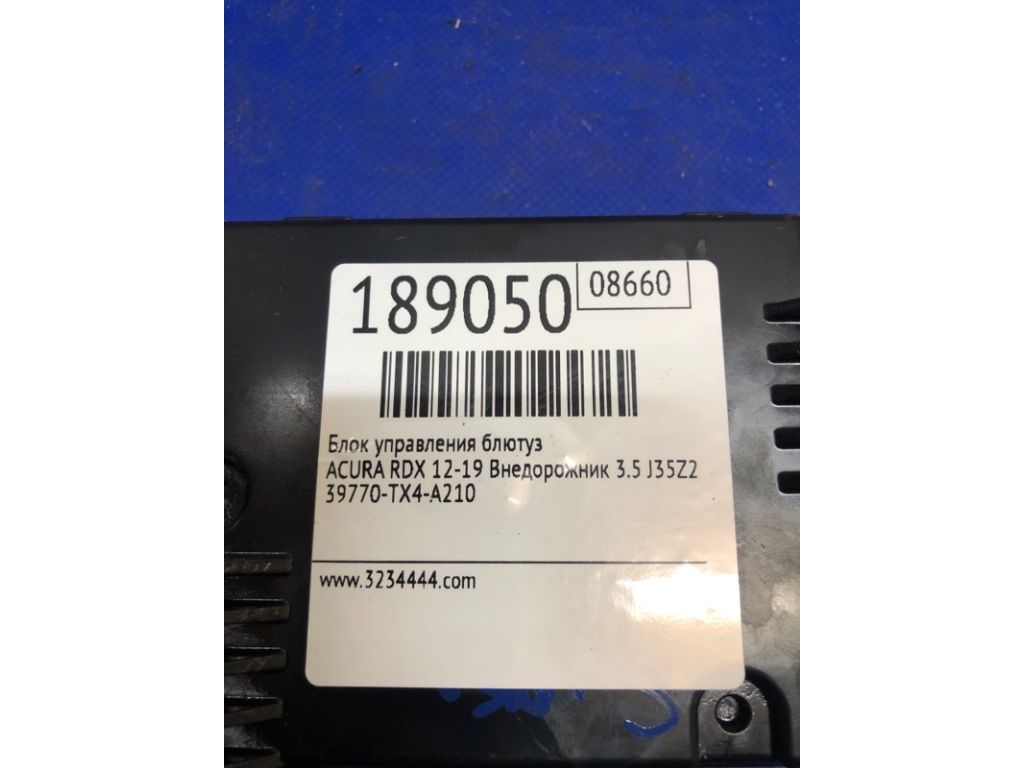 189050
08660
Блок управления блютуз
ACURA RDX 12-19 Внедорожник 3.5 J35Z2
39770-TX4-A210
www.3234444.com